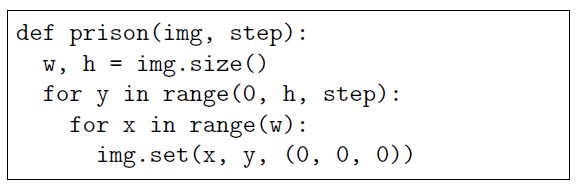 def prison(img, step):
  w, h = img.size()
  for y in range(0, h, step):
    for x in range(w):
      img.set(x, y, (0, 0, 0))